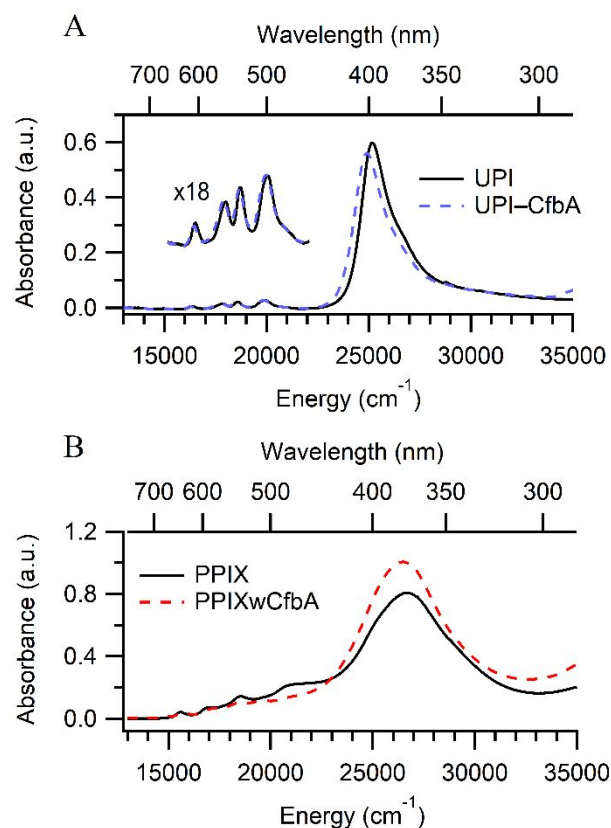 A
Wavelength (nm)
700 600 500 400 350 300
Absorbance (a.u.)
0.6
0.4
0.2
0.0
x18
UPI
UPI–CfbA
15000 20000 25000 30000 35000
Energy (cm⁻¹)
B
Wavelength (nm)
700 600 500 400 350 300
Absorbance (a.u.)
1.2
0.8
0.4
0.0
PPIX
PPIXwCfbA
15000 20000 25000 30000 35000
Energy (cm⁻¹)